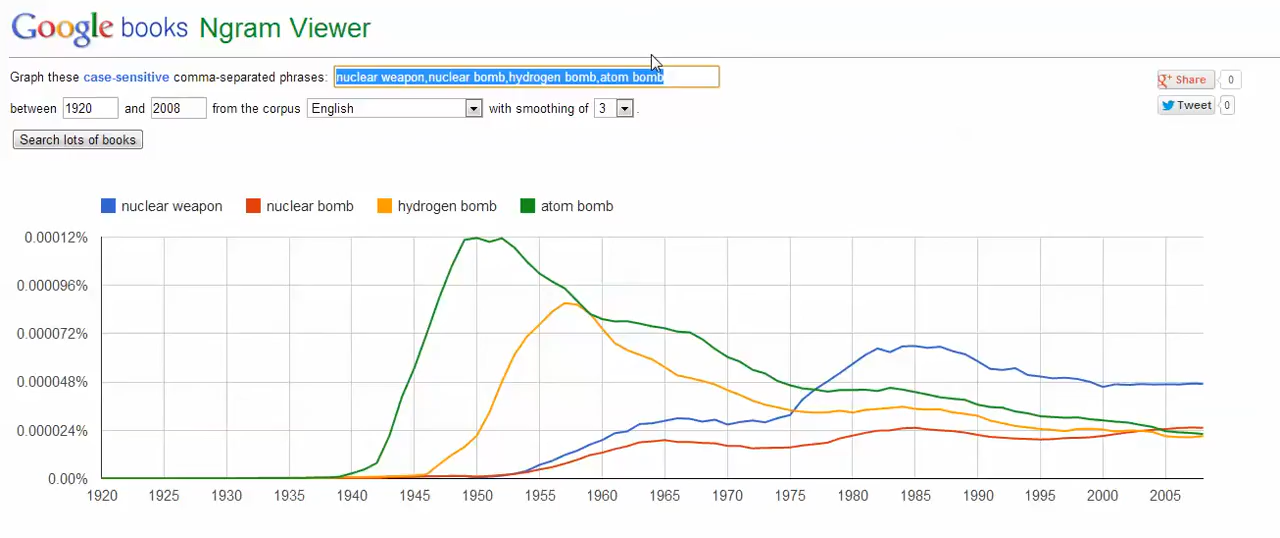 Google books Ngram Viewer
Graph these case-sensitive comma-separated phrases: nuclear weapon,nuclear bomb,hydrogen bomb,atom bomb
Share 0
between 1920 and 2008 from the corpus English with smoothing of 3 .
Tweet 0
Search lots of books
nuclear weapon nuclear bomb hydrogen bomb atom bomb
0.00012%
0.000096%
0.000072%
0.000048%
0.000024%
0.00%
1920 1925 1930 1935 1940 1945 1950 1955 1960 1965 1970 1975 1980 1985 1990 1995 2000 2005